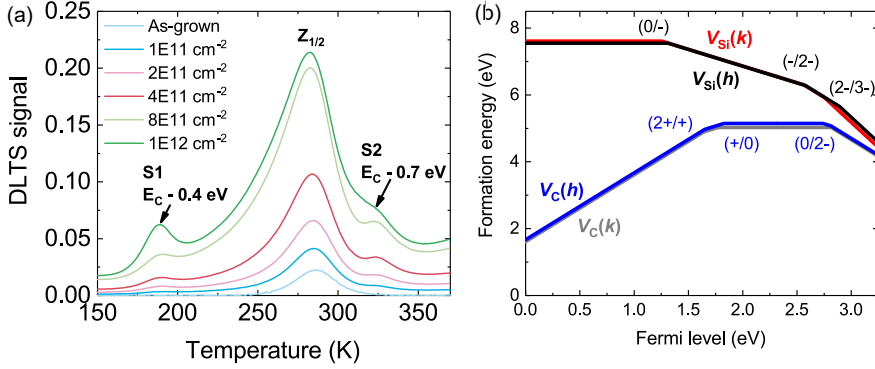 (a)
As-grown
1E11 cm-2
2E11 cm-2
4E11 cm-2
8E11 cm-2
1E12 cm-2
Z1/2
S1
EC - 0.4 eV
S2
EC - 0.7 eV
DLTS signal
0.25
0.20
0.15
0.10
0.05
0.00
150
200
250
300
350
Temperature (K)
(b)
(0/-)
VSi(k)
VSi(h)
(-/2-)
(2-/3-)
(2+/+)
(+/0)
(0/2-)
VC(h)
VC(k)
Formation energy (eV)
8
6
4
2
0
0.0
0.5
1.0
1.5
2.0
2.5
3.0
Fermi level (eV)